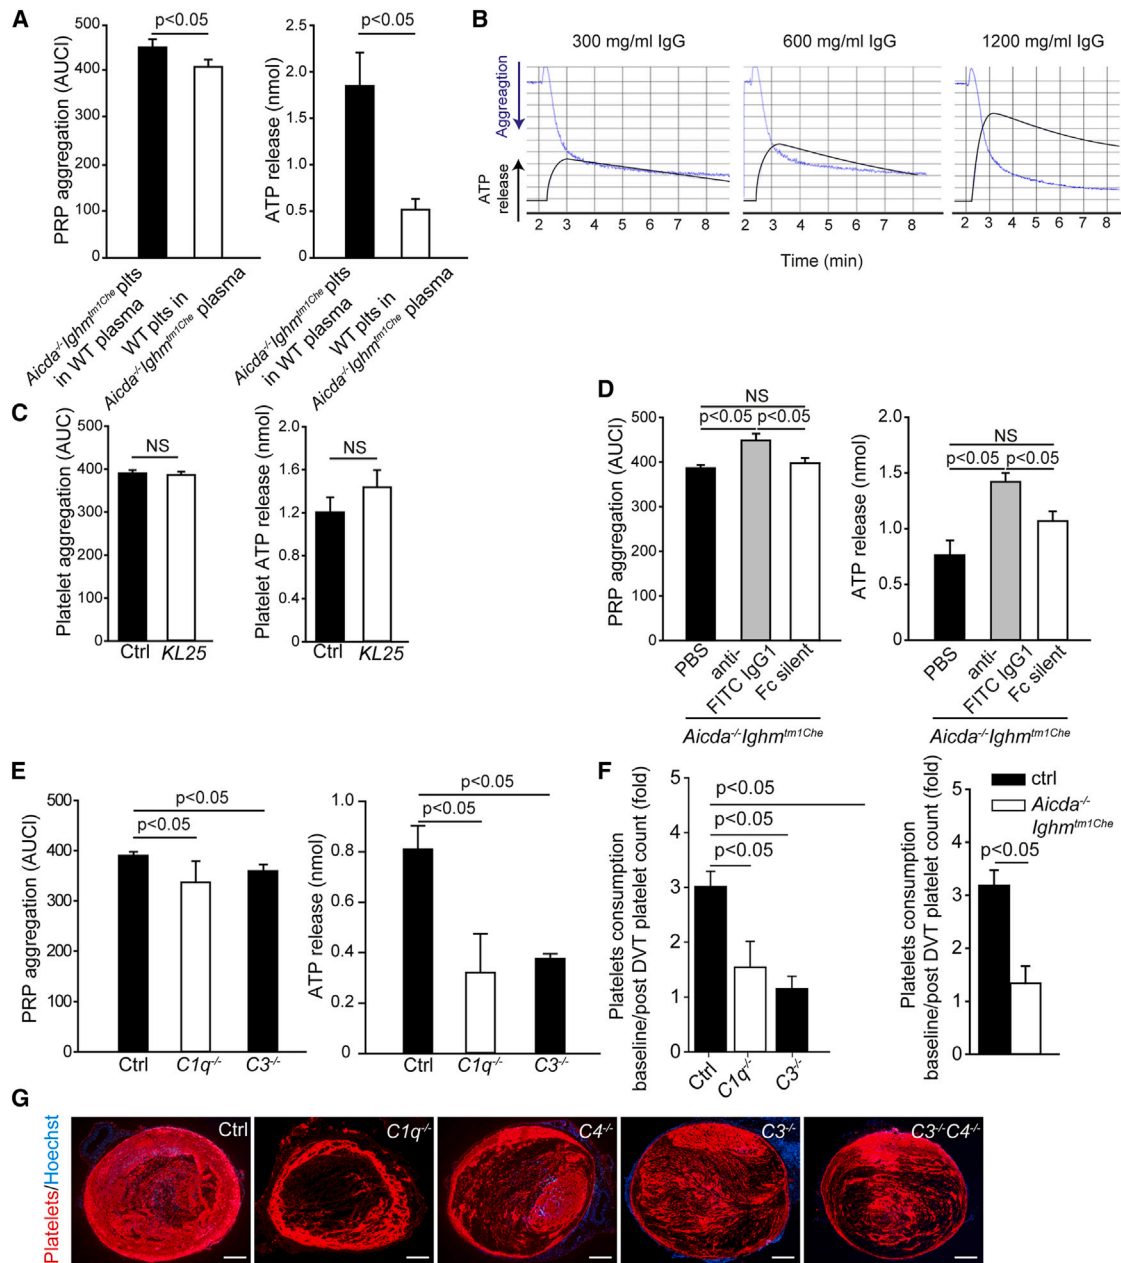 A
PRP aggregation (AUCI)
500
400
300
200
100
0
p<0.05
Aicda-/-Ighmtm1Che plts
in WT plasma
WT plts in
Aicda-/-Ighmtm1Che plasma
ATP release (nmol)
2.5
2.0
1.5
1.0
0.5
0
p<0.05
Aicda-/-Ighmtm1Che plts
in WT plasma
WT plts in
Aicda-/-Ighmtm1Che plasma
B
300 mg/ml IgG
600 mg/ml IgG
1200 mg/ml IgG
Aggreagtion
ATP
release
2 3 4 5 6 7 8
2 3 4 5 6 7 8
2 3 4 5 6 7 8
Time (min)
C
Platelet aggregation (AUC)
500
400
300
200
100
0
NS
Ctrl KL25
Platelet ATP release (nmol)
2.0
1.6
1.2
0.8
0.4
0
NS
Ctrl KL25
D
PRP aggregation (AUCI)
500
400
300
200
100
0
NS
p<0.05 p<0.05
PBS
anti-
FITC IgG1
Fc silent
Aicda-/-Ighmtm1Che
ATP release (nmol)
2.0
1.5
1.0
0.5
0
NS
p<0.05 p<0.05
PBS
anti-
FITC IgG1
Fc silent
Aicda-/-Ighmtm1Che
E
PRP aggregation (AUCI)
500
400
300
200
100
0
p<0.05
p<0.05
Ctrl C1q-/- C3-/-
ATP release (nmol)
1.0
0.8
0.6
0.4
0.2
0
p<0.05
p<0.05
Ctrl C1q-/- C3-/-
F
Platelets consumption
baseline/post DVT platelet count (fold)
5
4
3
2
1
0
p<0.05
p<0.05
p<0.05
Ctrl
C1q-/-
C3-/-
Platelets consumption
baseline/post DVT platelet count (fold)
5
4
3
2
1
0
ctrl
Aicda-/-
Ighmtm1Che
p<0.05
G
Platelets/Hoechst
Ctrl
C1q-/-
C4-/-
C3-/-
C3-/-C4-/-